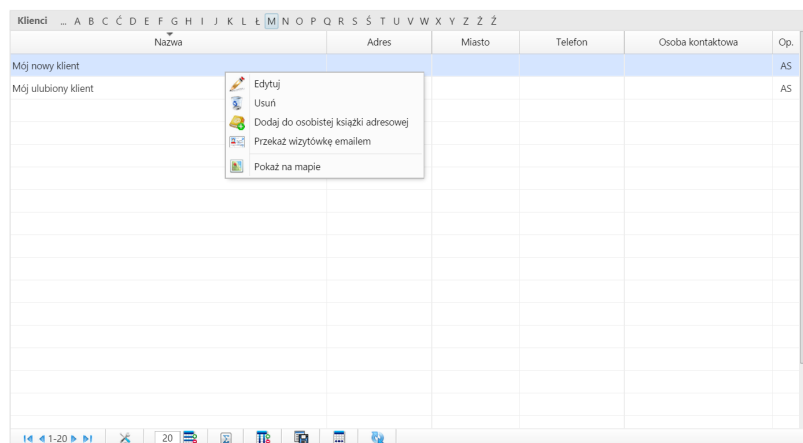 Klienci ... A B C Ć D E F G H I J K L Ł M N O P Q R S Ś T U V W X Y Z Ż Ź
Nazwa Adres Miasto Telefon Osoba kontaktowa Op.
Mój nowy klient AS
Mój ulubiony klient AS
Edytuj
Usuń
Dodaj do osobistej książki adresowej
Przekaż wizytówkę emailem
Pokaż na mapie
1-20 20